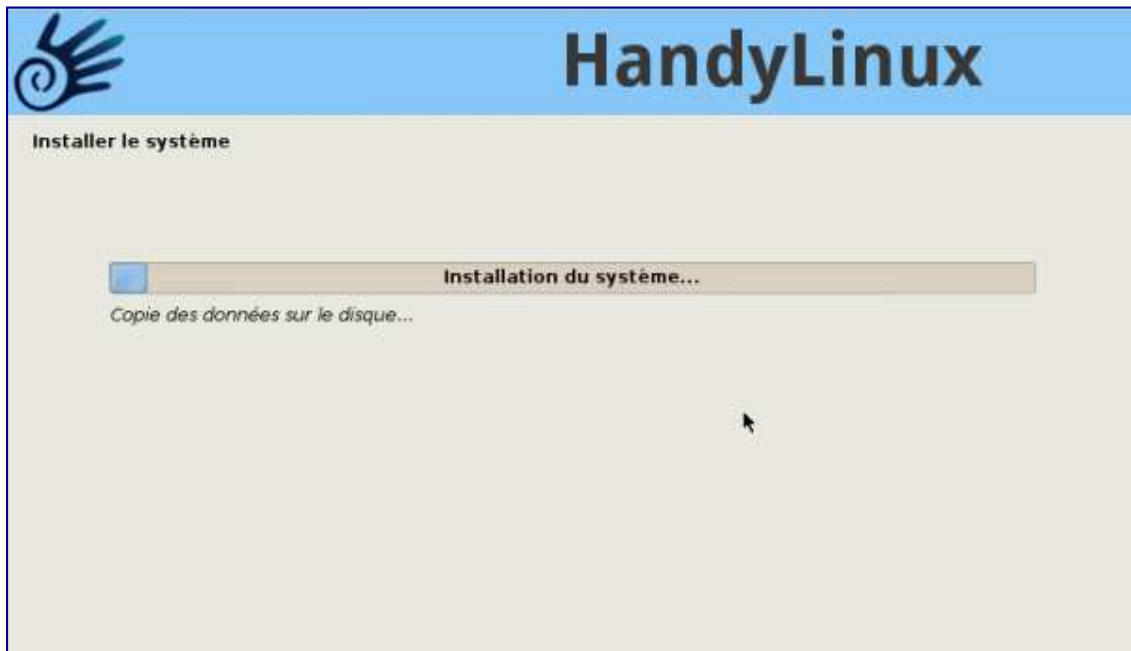 HandyLinux
Installer le système
Installation du système...
Copie des données sur le disque...